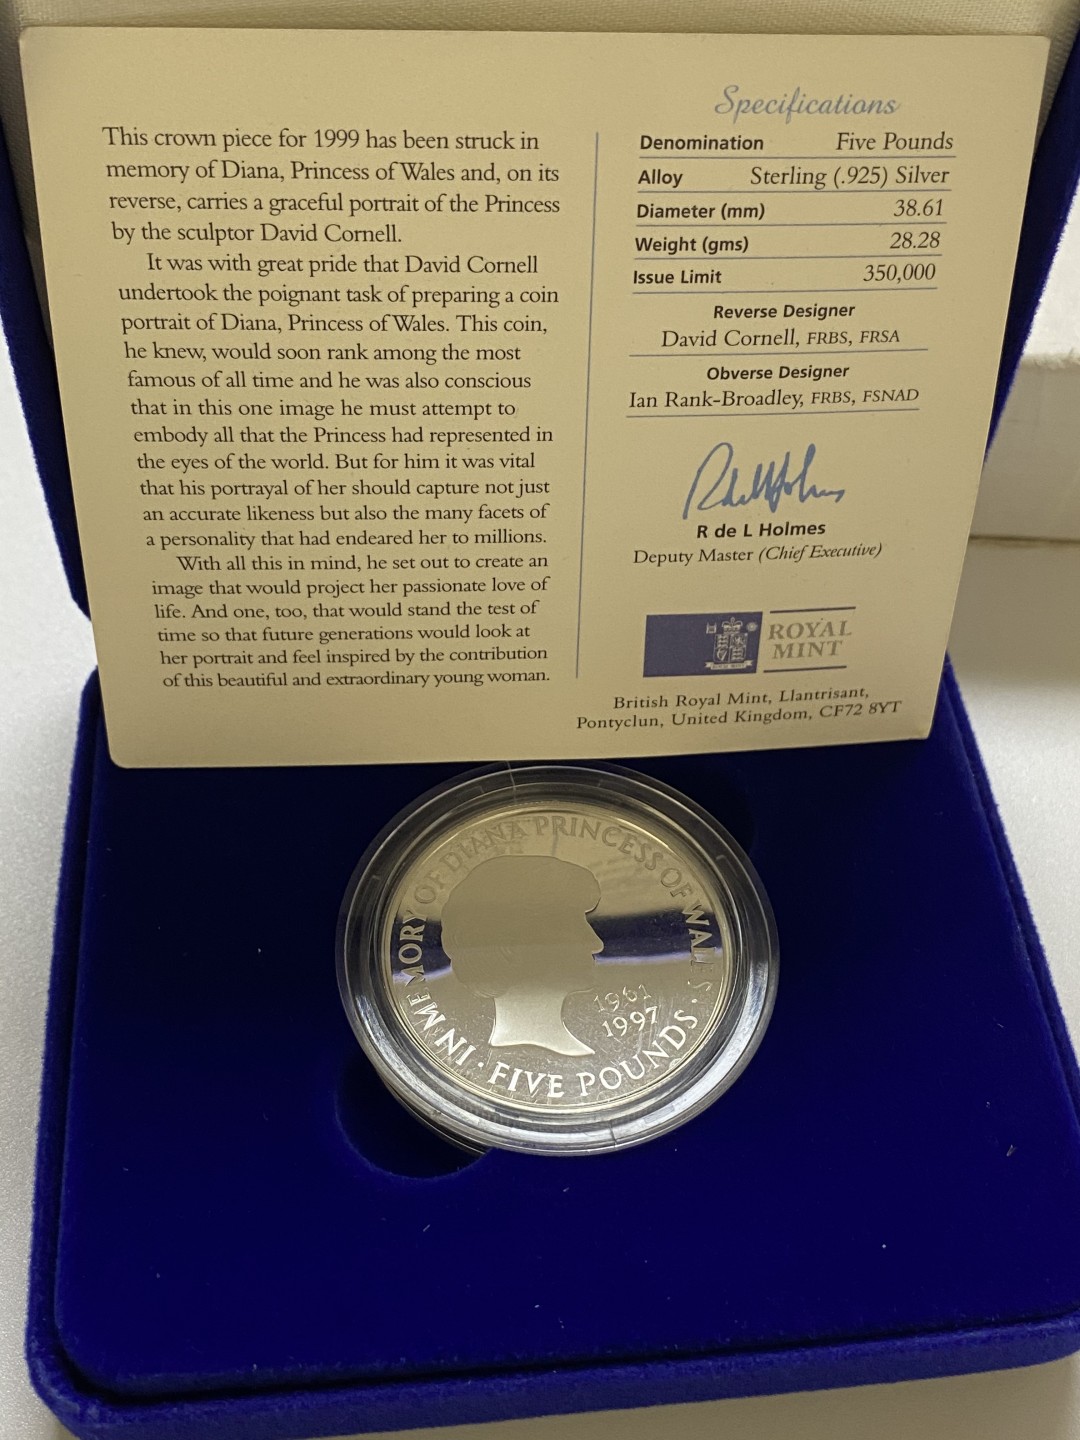 This crown piece for 1999 has been struck in
memory of Diana, Princess of Wales and, on its
reverse, carries a graceful portrait of the Princess
by the sculptor David Cornell.
It was with great pride that David Cornell
undertook the poignant task of preparing a coin
portrait of Diana, Princess of Wales. This coin,
he knew, would soon rank among the most
famous of all time and he was also conscious
that in this one image he must attempt to
embody all that the Princess had represented in
the eyes of the world. But for him it was vital
that his portrayal of her should capture not just
an accurate likeness but also the many facets of
a personality that had endeared her to millions.
With all this in mind, he set out to create an
image that would project her passionate love of
life. And one, too, that would stand the test of
time so that future generations would look at
her portrait and feel inspired by the contribution
of this beautiful and extraordinary young woman.
Specifications
Denomination Five Pounds
Alloy Sterling (.925) Silver
Diameter (mm) 38.61
Weight (gms) 28.28
Issue Limit 350,000
Reverse Designer
David Cornell, FRBS, FRSA
Obverse Designer
Ian Rank-Broadley, FRBS, FSNAD
R de L Holmes
R de L Holmes
Deputy Master (Chief Executive)
ROYAL
MINT
British Royal Mint, Llantrisant,
Pontyclun, United Kingdom, CF72 8YT
IN MEMORY OF DIANA PRINCESS OF WALES ·
1961
1997
· FIVE POUNDS